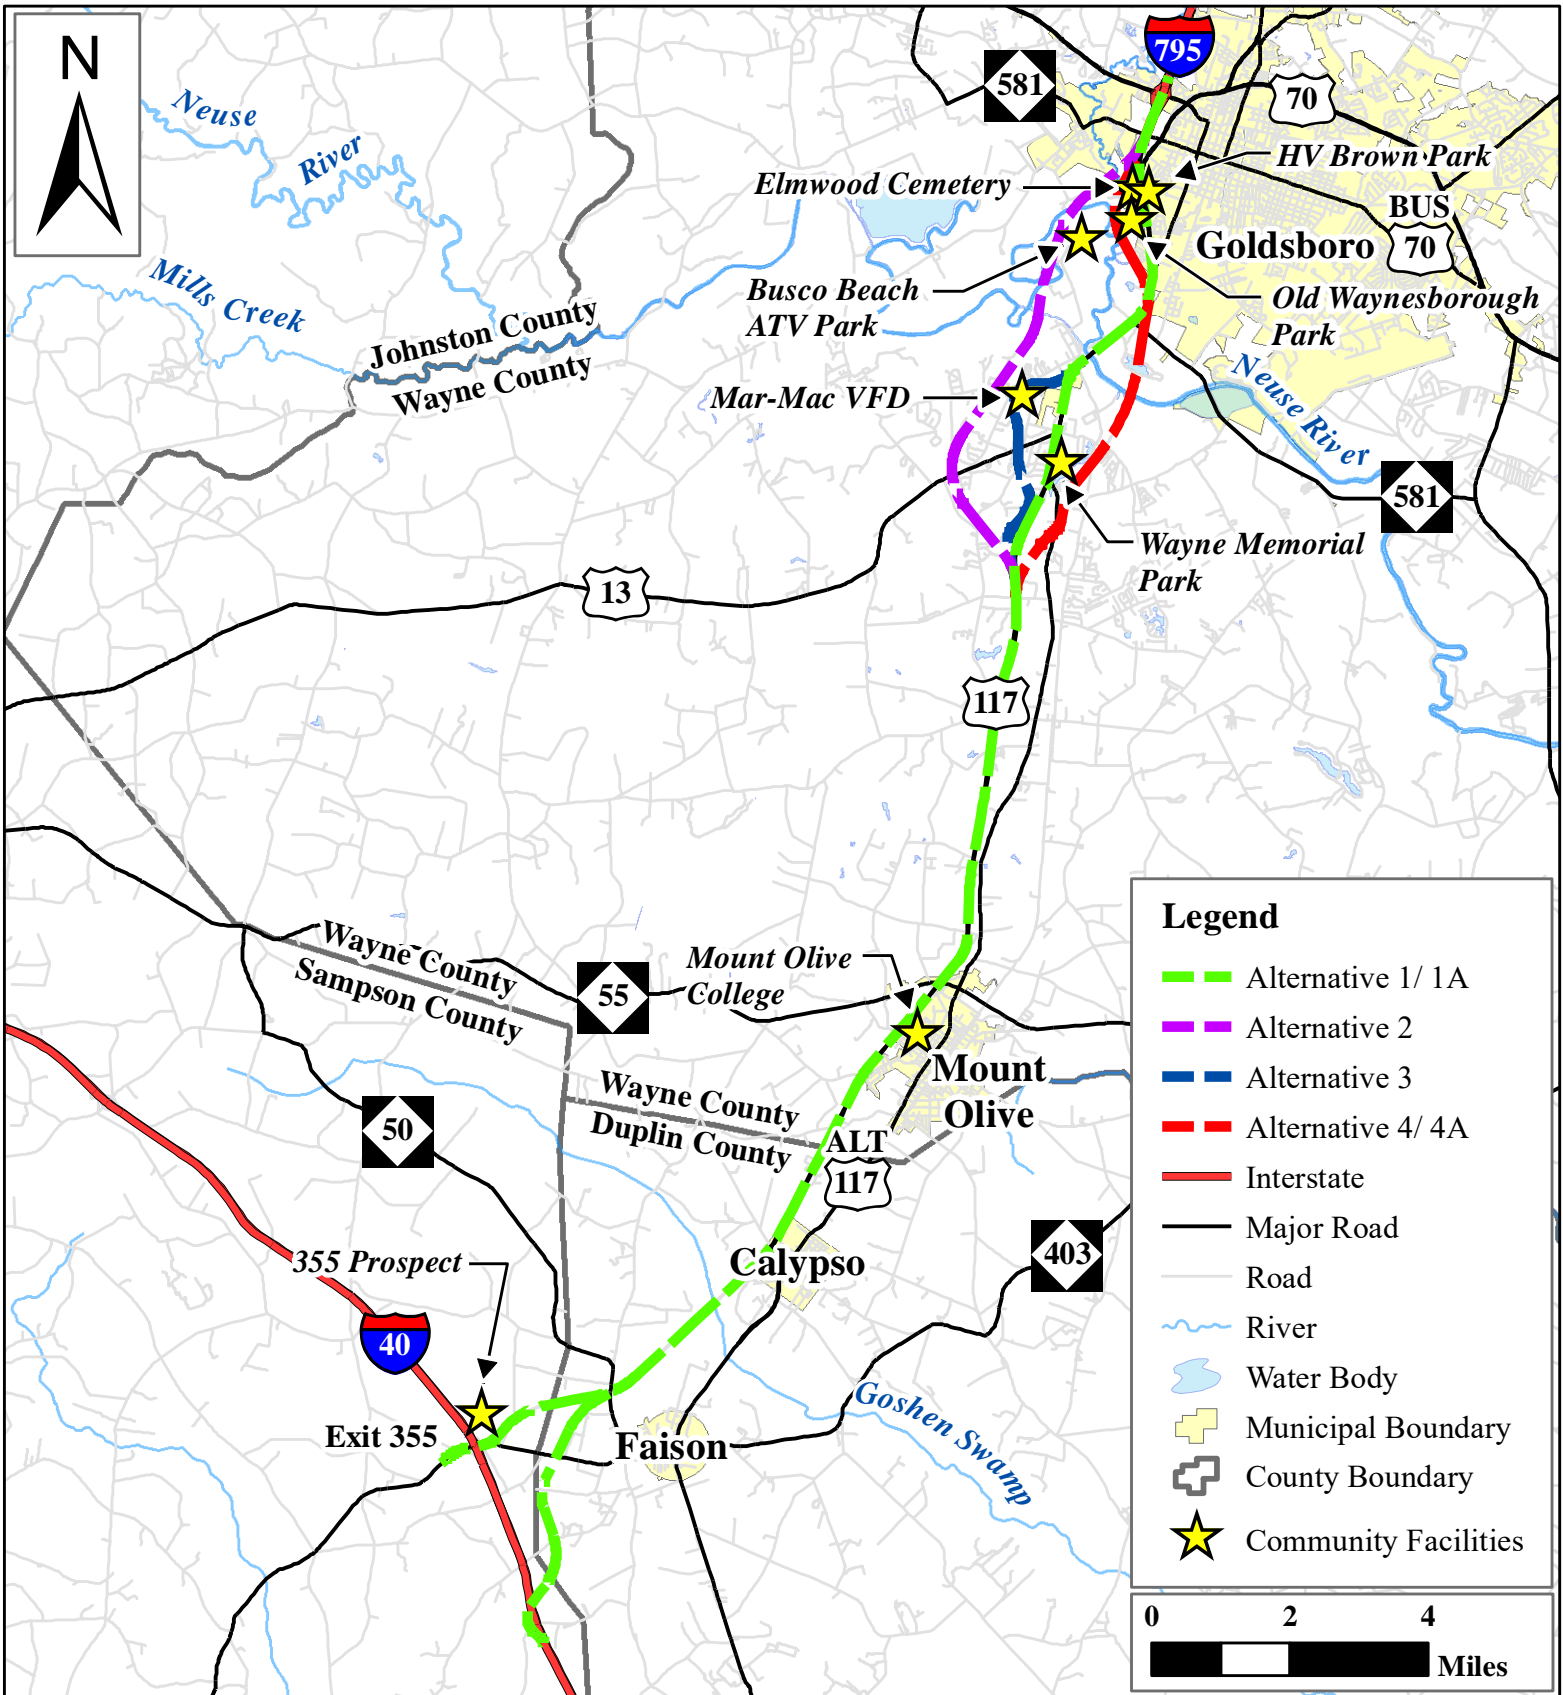 N
795
581
70
Neuse
River
HV Brown Park
Elmwood Cemetery
BUS
70
Goldsboro
Mills Creek
Busco Beach
ATV Park
Old Waynesborough
Park
Johnston County
Wayne County
Mar-Mac VFD
Neuse River
581
Wayne Memorial
Park
13
117
Wayne County
Sampson County
55
Mount Olive
College
Mount
Olive
Wayne County
Duplin County
50
ALT
117
Calypso
403
355 Prospect
40
Exit 355
Faison
Goshen Swamp
Legend
Alternative 1/ 1A
Alternative 2
Alternative 3
Alternative 4/ 4A
Interstate
Major Road
Road
River
Water Body
Municipal Boundary
County Boundary
Community Facilities
0 2 4
Miles